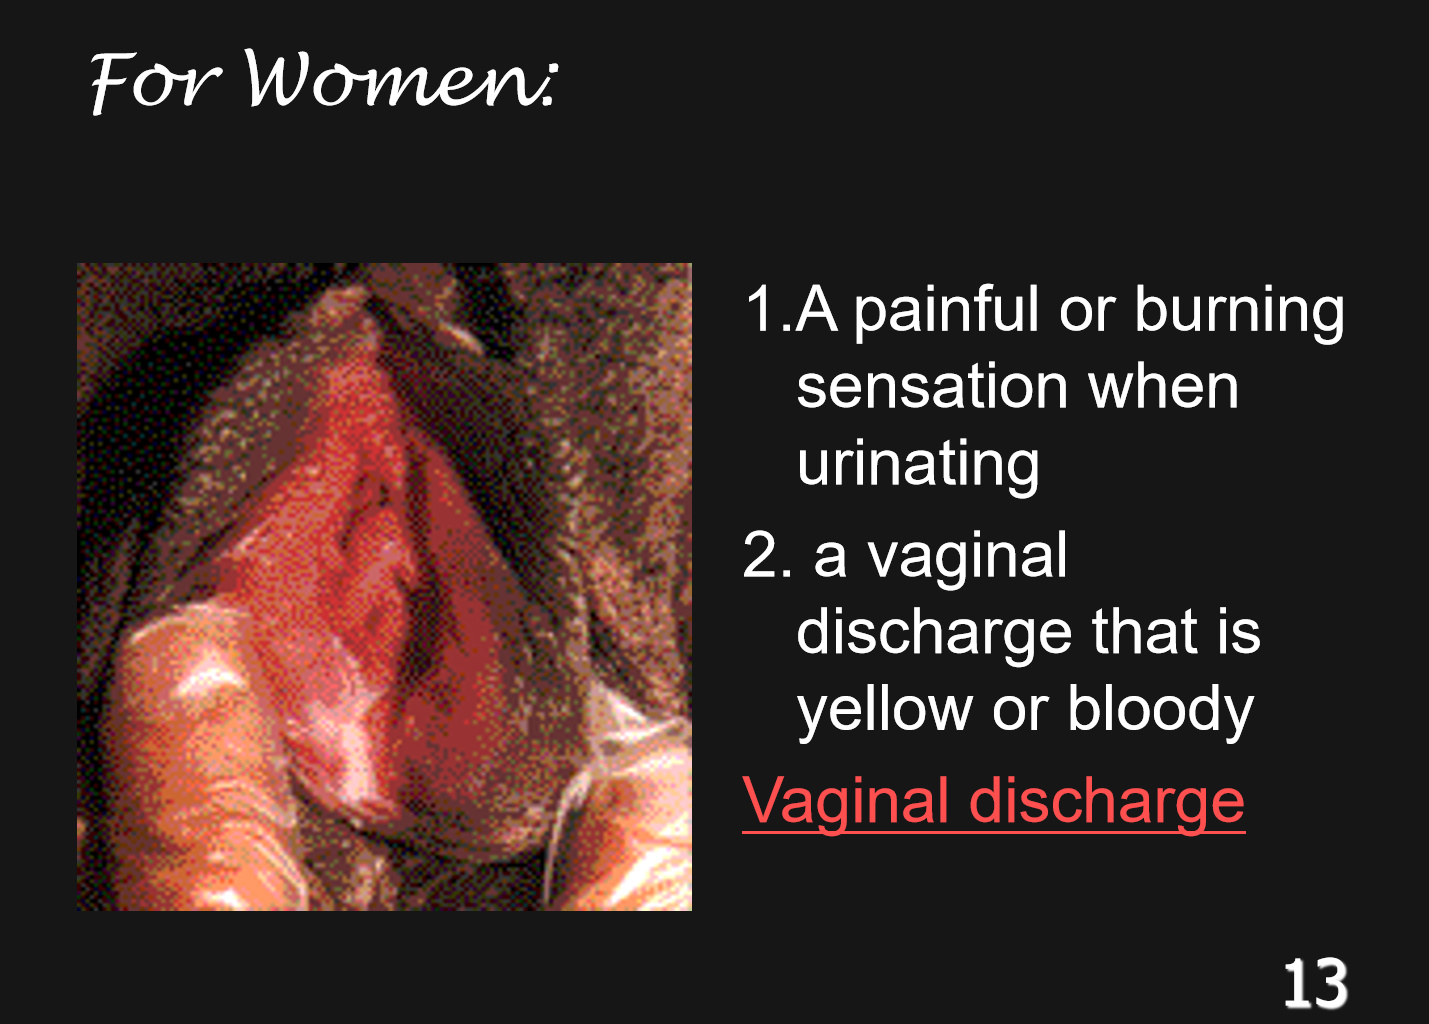 For Women:
1.A painful or burning
sensation when
urinating
2. a vaginal
discharge that is
yellow or bloody
Vaginal discharge
13